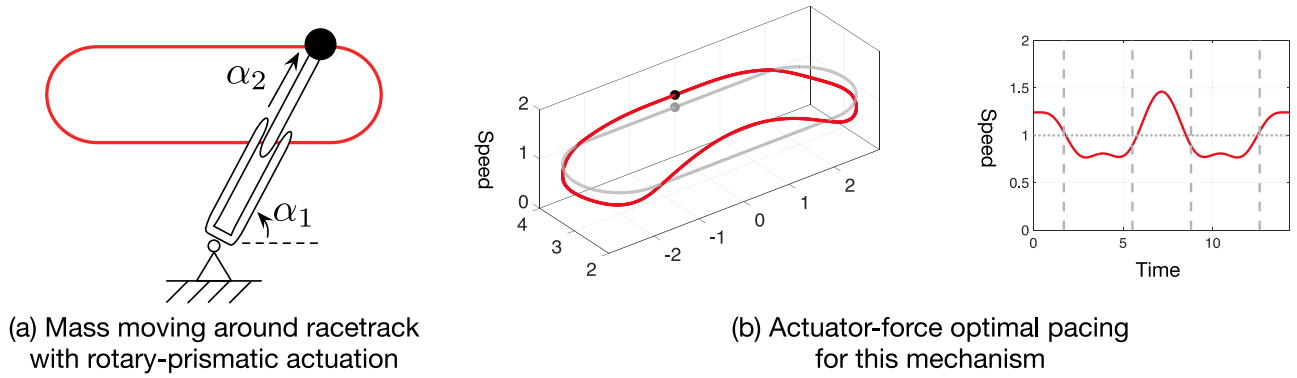 α₂
α₁
(a) Mass moving around racetrack
with rotary-prismatic actuation
Speed
2
1
0
4
3
2
-2
-1
0
1
2
(b) Actuator-force optimal pacing
for this mechanism
Speed
2
1.5
1
0.5
0
0
5
10
Time